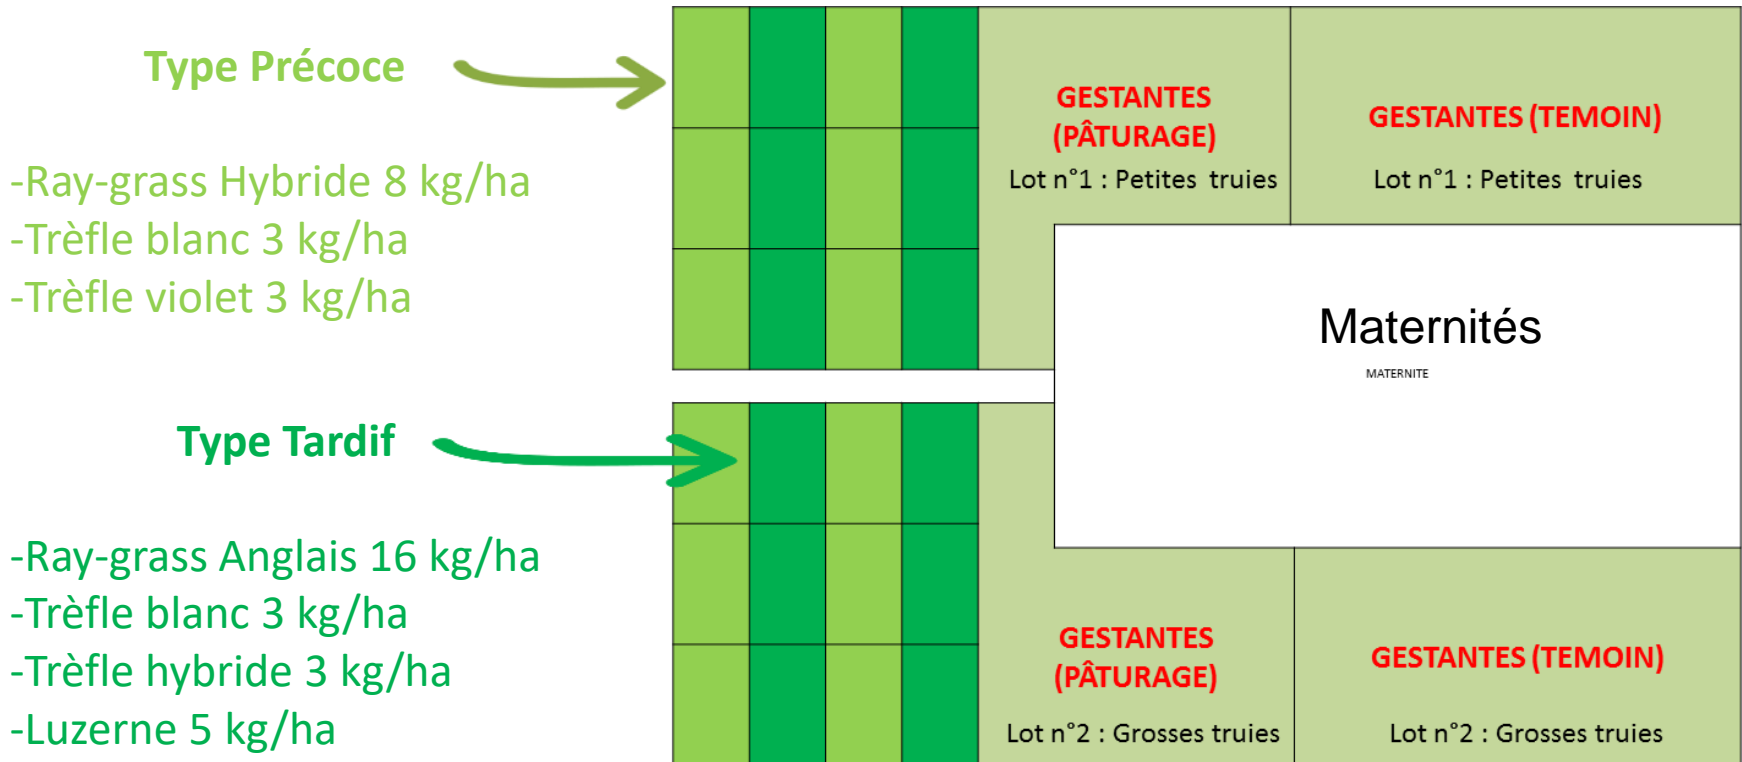 Type Précoce
-Ray-grass Hybride 8 kg/ha
-Trèfle blanc 3 kg/ha
-Trèfle violet 3 kg/ha
Type Tardif
-Ray-grass Anglais 16 kg/ha
-Trèfle blanc 3 kg/ha
-Trèfle hybride 3 kg/ha
-Luzerne 5 kg/ha
GESTANTES
(PÂTURAGE)
Lot n°1 : Petites truies
GESTANTES (TEMOIN)
Lot n°1 : Petites truies
Maternités
MATERNITE
GESTANTES
(PÂTURAGE)
Lot n°2 : Grosses truies
GESTANTES (TEMOIN)
Lot n°2 : Grosses truies